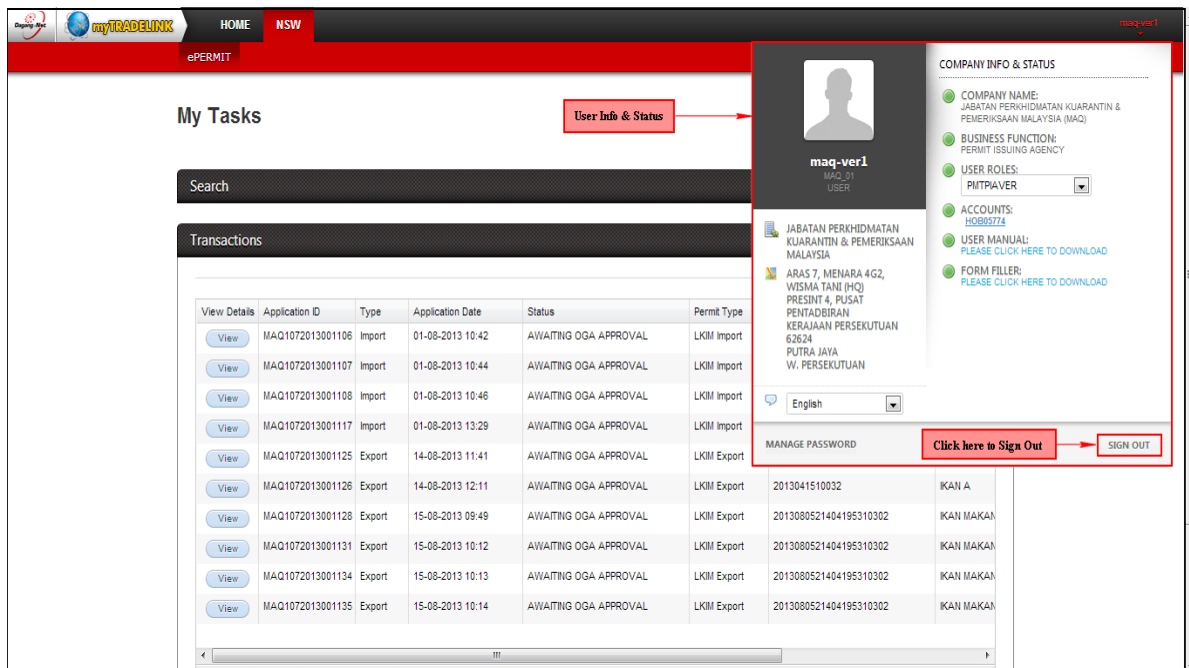 Dagang Net
myTRADELINK
HOME
NSW
maq-ver1
ePERMIT
My Tasks
User Info & Status
Search
Transactions
View Details Application ID Type Application Date Status Permit Type
View MAQ1072013001106 Import 01-08-2013 10:42 AWAITING OGA APPROVAL LKIM Import
View MAQ1072013001107 Import 01-08-2013 10:44 AWAITING OGA APPROVAL LKIM Import
View MAQ1072013001108 Import 01-08-2013 10:46 AWAITING OGA APPROVAL LKIM Import
View MAQ1072013001117 Import 01-08-2013 13:29 AWAITING OGA APPROVAL LKIM Import
View MAQ1072013001125 Export 14-08-2013 11:41 AWAITING OGA APPROVAL LKIM Export
View MAQ1072013001126 Export 14-08-2013 12:11 AWAITING OGA APPROVAL LKIM Export 2013041510032 IKAN A
View MAQ1072013001128 Export 15-08-2013 09:49 AWAITING OGA APPROVAL LKIM Export 2013080521404195310302 IKAN MAKAN
View MAQ1072013001131 Export 15-08-2013 10:12 AWAITING OGA APPROVAL LKIM Export 2013080521404195310302 IKAN MAKAN
View MAQ1072013001134 Export 15-08-2013 10:13 AWAITING OGA APPROVAL LKIM Export 2013080521404195310302 IKAN MAKAN
View MAQ1072013001135 Export 15-08-2013 10:14 AWAITING OGA APPROVAL LKIM Export 2013080521404195310302 IKAN MAKAN
maq-ver1
MAQ_01
USER
JABATAN PERKHIDMATAN
KUARANTIN & PEMERIKSAAN
MALAYSIA
ARAS 7, MENARA 4G2,
WISMA TANI (HQ)
PRESINT 4, PUSAT
PENTADBIRAN
KERAJAAN PERSEKUTUAN
62624
PUTRA JAYA
W. PERSEKUTUAN
English
COMPANY INFO & STATUS
COMPANY NAME:
JABATAN PERKHIDMATAN KUARANTIN &
PEMERIKSAAN MALAYSIA (MAQ)
BUSINESS FUNCTION:
PERMIT ISSUING AGENCY
USER ROLES:
PMTPIAVER
ACCOUNTS:
HOB05774
USER MANUAL:
PLEASE CLICK HERE TO DOWNLOAD
FORM FILLER:
PLEASE CLICK HERE TO DOWNLOAD
MANAGE PASSWORD
Click here to Sign Out
SIGN OUT